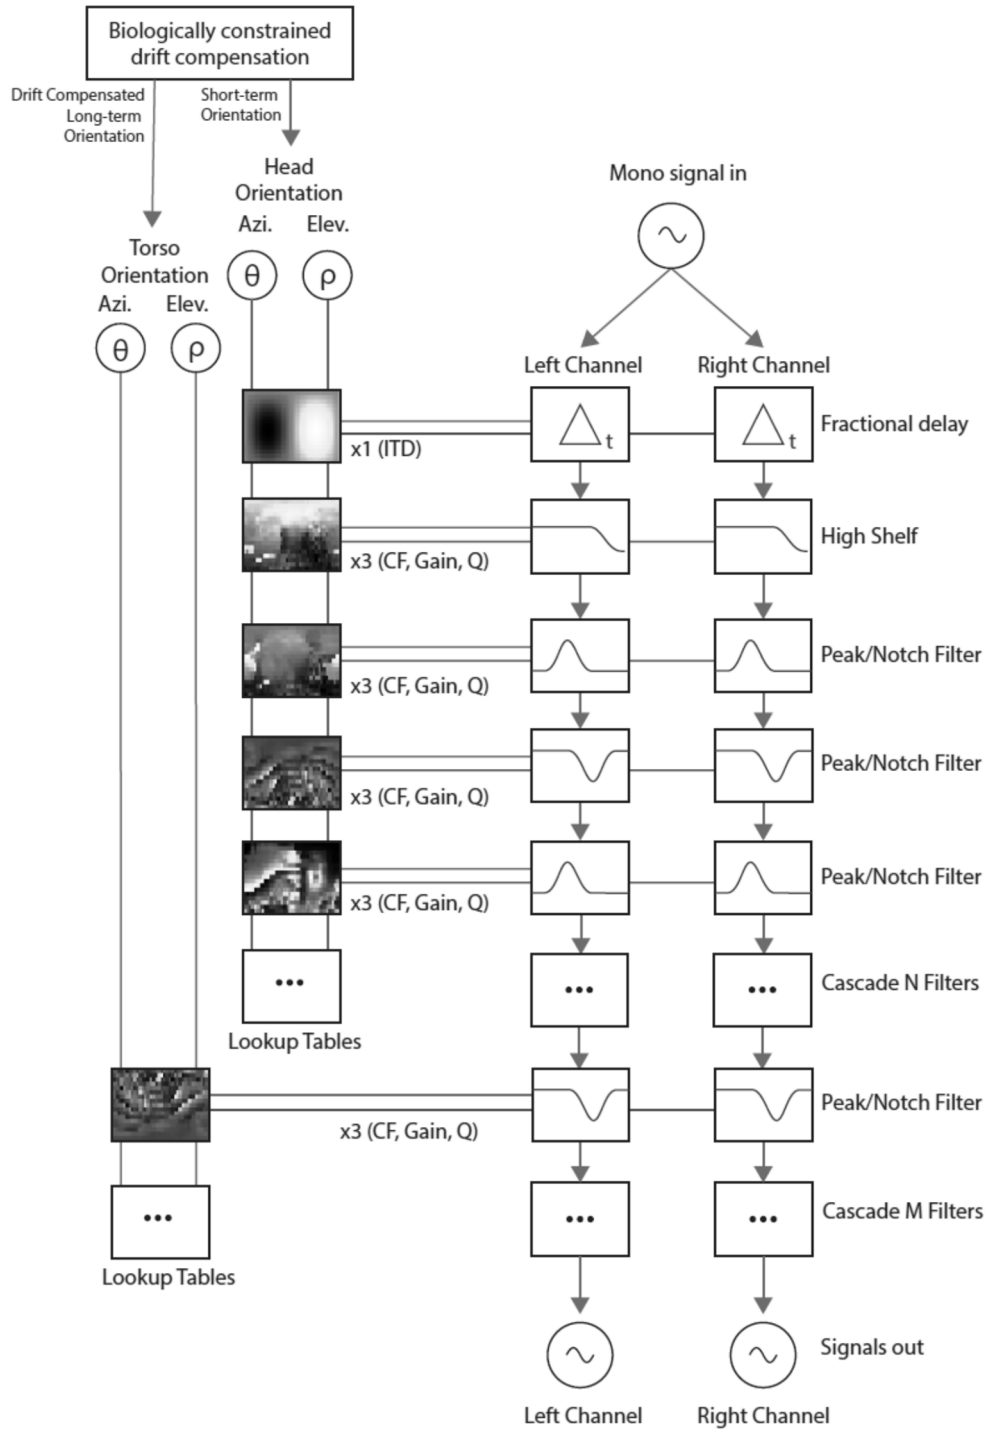 Biologically constrained
drift compensation
Drift Compensated
Long-term
Orientation
Short-term
Orientation
Head
Orientation
Azi.
Elev.
θ
ρ
Torso
Orientation
Azi.
Elev.
θ
ρ
Mono signal in
Left Channel
Right Channel
x1 (ITD)
t
t
Fractional delay
x3 (CF, Gain, Q)
High Shelf
x3 (CF, Gain, Q)
Peak/Notch Filter
x3 (CF, Gain, Q)
Peak/Notch Filter
x3 (CF, Gain, Q)
Peak/Notch Filter
•••
•••
•••
Cascade N Filters
Lookup Tables
x3 (CF, Gain, Q)
Peak/Notch Filter
•••
•••
•••
Cascade M Filters
Lookup Tables
Signals out
Left Channel
Right Channel